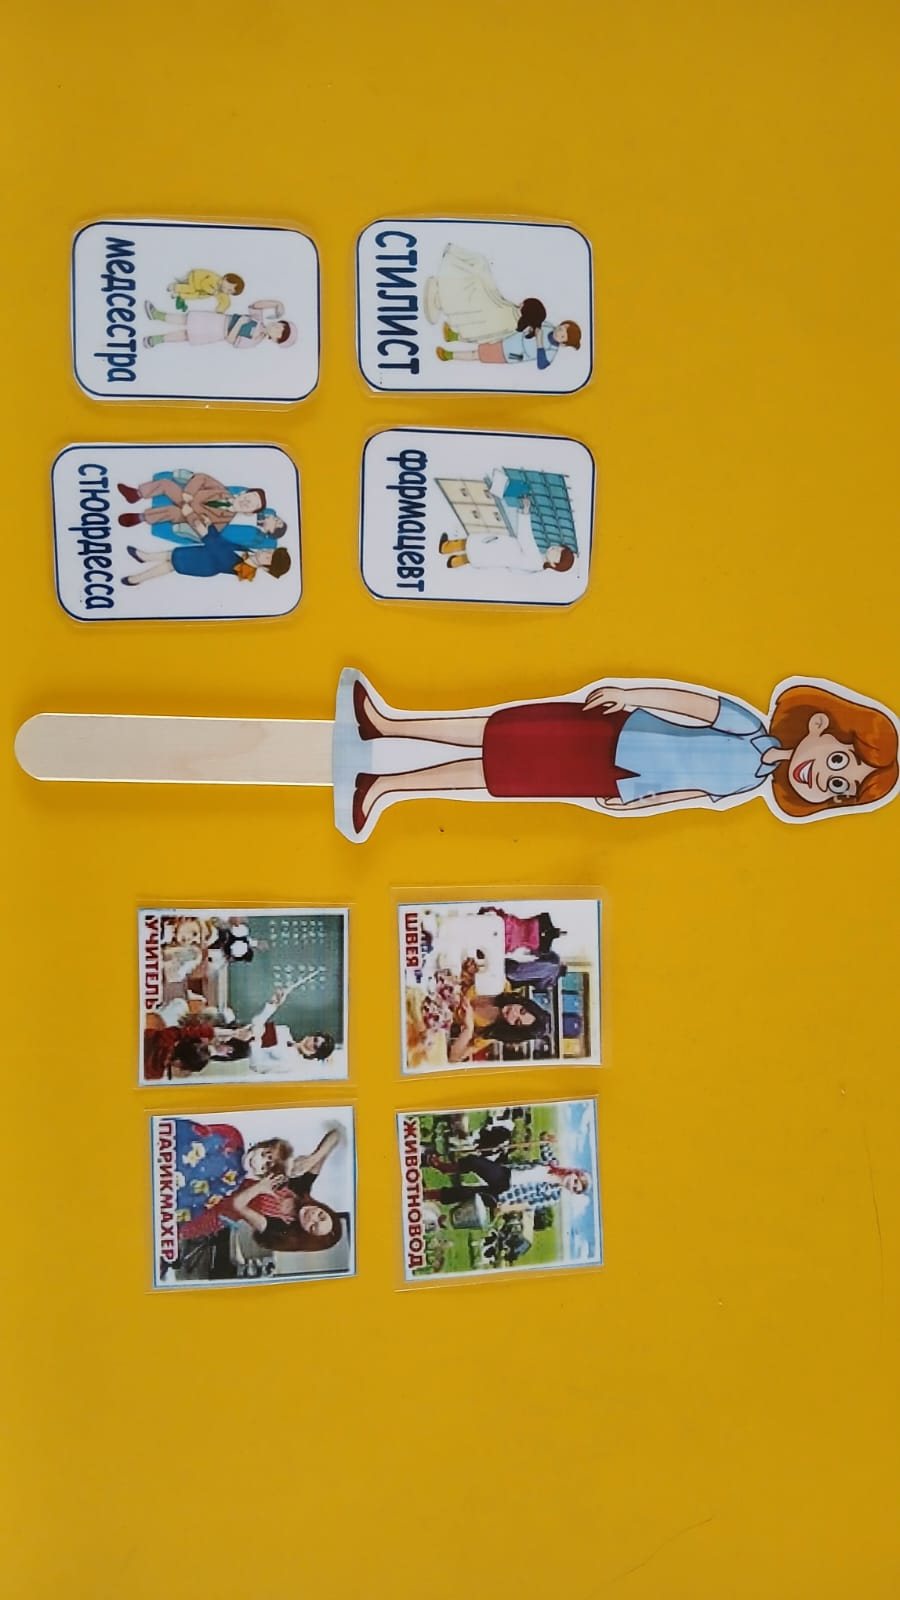 СТИЛИСТ
фармацевт
ШВЕЯ
ЖИВОТНОВОД
медсестра
стюардесса
УЧИТЕЛЬ
ПАРИКМАХЕР